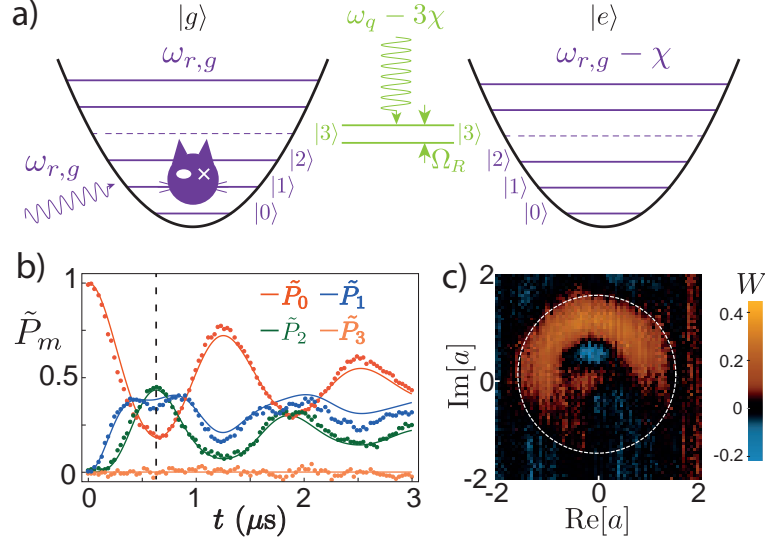 a)
|g⟩
ω_q − 3χ
|e⟩
ω_{r,g}
ω_{r,g} − χ
|3⟩
|3⟩
Ω_R
ω_{r,g}
|2⟩
|1⟩
|0⟩
|2⟩
|1⟩
|0⟩
b)
1
0.5
0
P̃_m
P̃_0
P̃_1
P̃_2
P̃_3
0
1
2
3
t (μs)
c)
2
0
-2
Im[a]
-2
0
2
Re[a]
W
0.4
0.2
0
-0.2